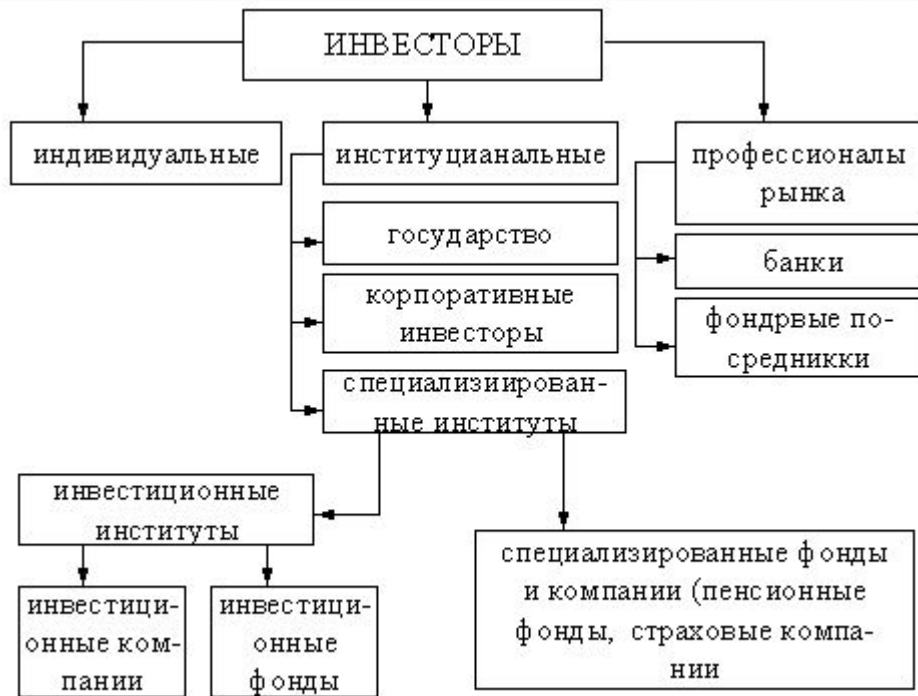 ИНВЕСТОРЫ
индивидуальные
институцианальные
профессионалы
рынка
государство
банки
корпоративные
инвесторы
фондрвые по-
средникки
специализиирован-
ные институты
инвестиционные
институты
специализированные фонды
и компании (пенсионные
фонды, страховые компа-
нии
инвестици-
онные ком-
пании
инвестици-
онные
фонды